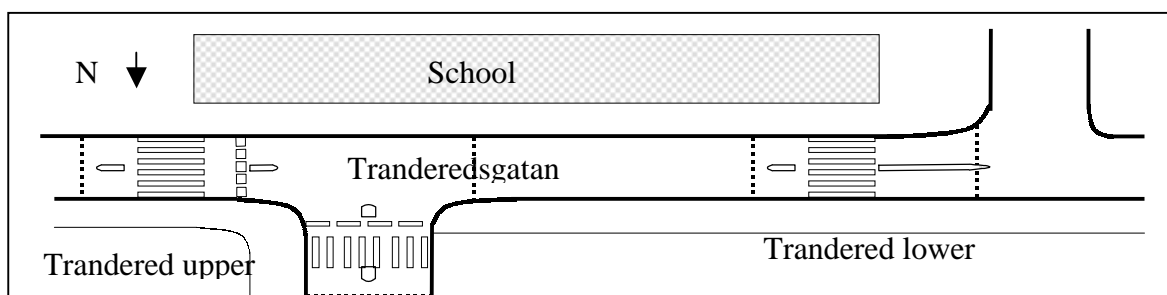 N
School
Tranderedsgatan
Trandered upper
Trandered lower